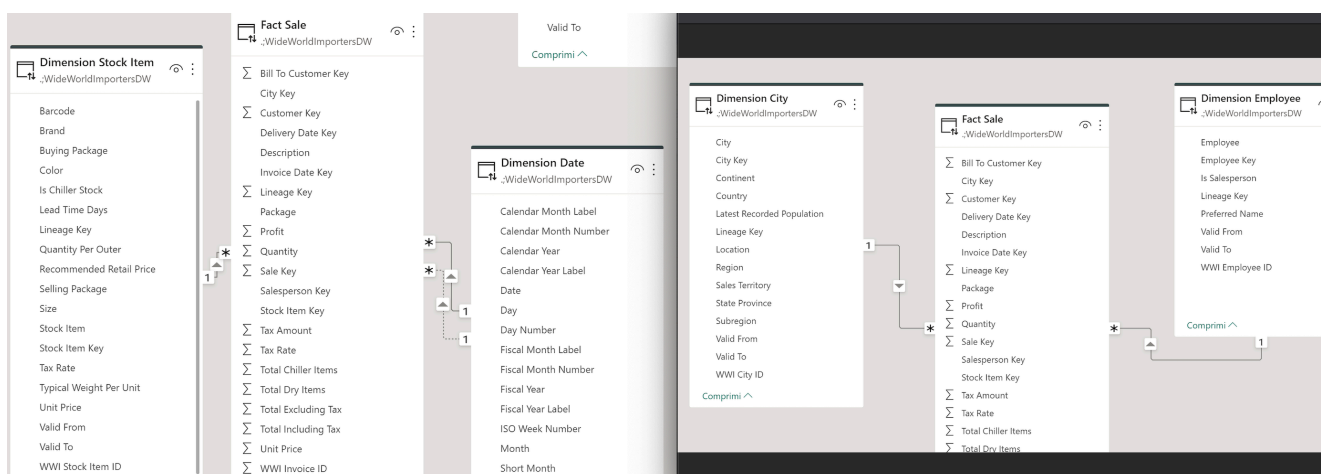 Dimension Stock Item
.;WideWorldImportersDW
Barcode
Brand
Buying Package
Color
Is Chiller Stock
Lead Time Days
Lineage Key
Quantity Per Outer
Recommended Retail Price
Selling Package
Size
Stock Item
Stock Item Key
Tax Rate
Typical Weight Per Unit
Unit Price
Valid From
Valid To
WWI Stock Item ID
1
*
Fact Sale
.;WideWorldImportersDW
∑ Bill To Customer Key
City Key
∑ Customer Key
Delivery Date Key
Description
Invoice Date Key
∑ Lineage Key
Package
∑ Profit
∑ Quantity
∑ Sale Key
Salesperson Key
Stock Item Key
∑ Tax Amount
∑ Tax Rate
∑ Total Chiller Items
∑ Total Dry Items
∑ Total Excluding Tax
∑ Total Including Tax
∑ Unit Price
∑ WWI Invoice ID
*
*
1
1
Valid To
Comprimi
Dimension Date
.;WideWorldImportersDW
Calendar Month Label
Calendar Month Number
Calendar Year
Calendar Year Label
Date
Day
Day Number
Fiscal Month Label
Fiscal Month Number
Fiscal Year
Fiscal Year Label
ISO Week Number
Month
Short Month
Dimension City
.;WideWorldImportersDW
City
City Key
Continent
Country
Latest Recorded Population
Lineage Key
Location
Region
Sales Territory
State Province
Subregion
Valid From
Valid To
WWI City ID
Comprimi
1
*
Fact Sale
.;WideWorldImportersDW
∑ Bill To Customer Key
City Key
∑ Customer Key
Delivery Date Key
Description
Invoice Date Key
∑ Lineage Key
Package
∑ Profit
∑ Quantity
∑ Sale Key
Salesperson Key
Stock Item Key
∑ Tax Amount
∑ Tax Rate
∑ Total Chiller Items
∑ Total Dry Items
*
1
Dimension Employee
.;WideWorldImportersDW
Employee
Employee Key
Is Salesperson
Lineage Key
Preferred Name
Valid From
Valid To
WWI Employee ID
Comprimi